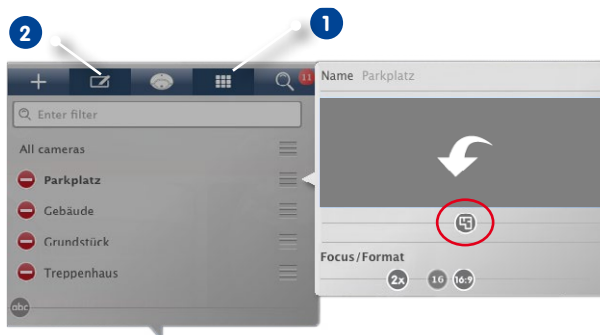 2
1
11
Name Parkplatz
Enter filter
All cameras
Parkplatz
Gebäude
Grundstück
Treppenhaus
abc
Focus/Format
2x 16 16:9